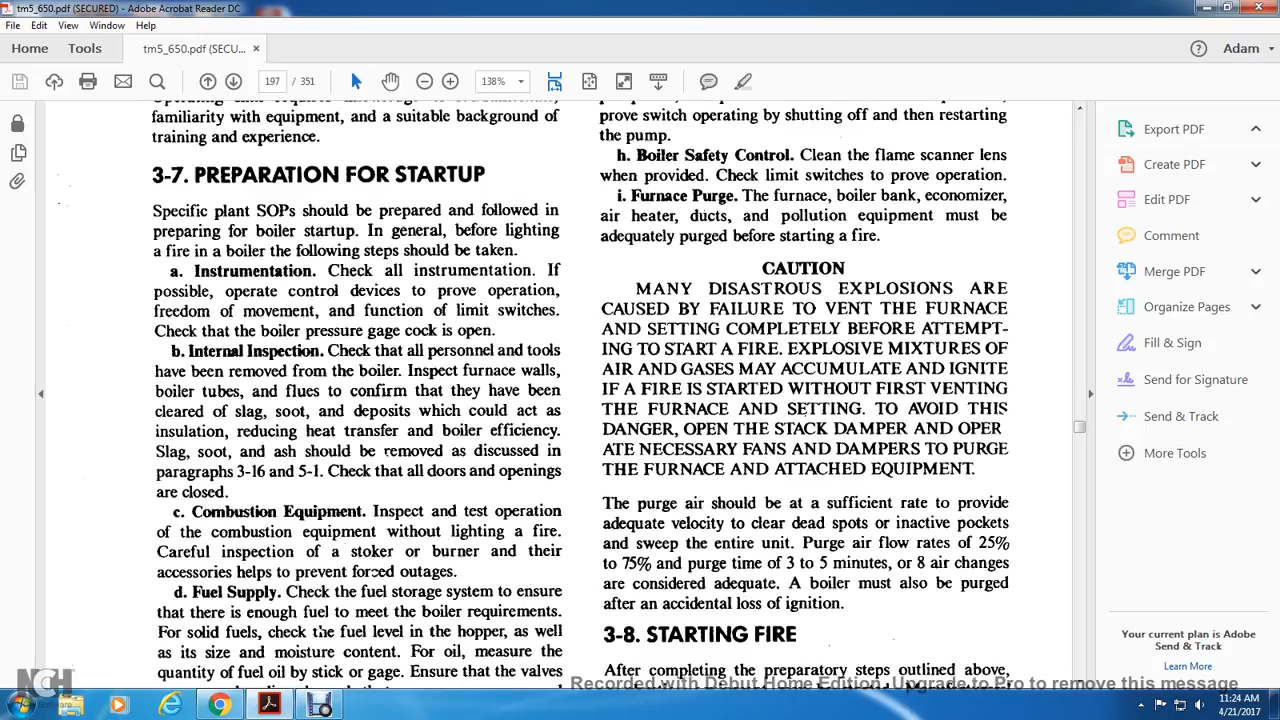 tm5_650.pdf (SECURED) - Adobe Acrobat Reader DC
File Edit View Window Help
Home Tools tm5_650.pdf (SECU... × Adam
197 / 351 138%
familiarity with equipment, and a suitable background of
training and experience.
3-7. PREPARATION FOR STARTUP
Specific plant SOPs should be prepared and followed in
preparing for boiler startup. In general, before lighting
a fire in a boiler the following steps should be taken.
a. Instrumentation. Check all instrumentation. If
possible, operate control devices to prove operation,
freedom of movement, and function of limit switches.
Check that the boiler pressure gage cock is open.
b. Internal Inspection. Check that all personnel and tools
have been removed from the boiler. Inspect furnace walls,
boiler tubes, and flues to confirm that they have been
cleared of slag, soot, and deposits which could act as
insulation, reducing heat transfer and boiler efficiency.
Slag, soot, and ash should be removed as discussed in
paragraphs 3-16 and 5-1. Check that all doors and openings
are closed.
c. Combustion Equipment. Inspect and test operation
of the combustion equipment without lighting a fire.
Careful inspection of a stoker or burner and their
accessories helps to prevent forced outages.
d. Fuel Supply. Check the fuel storage system to ensure
that there is enough fuel to meet the boiler requirements.
For solid fuels, check the fuel level in the hopper, as well
as its size and moisture content. For oil, measure the
quantity of fuel oil by stick or gage. Ensure that the valves
prove switch operating by shutting off and then restarting
the pump.
h. Boiler Safety Control. Clean the flame scanner lens
when provided. Check limit switches to prove operation.
i. Furnace Purge. The furnace, boiler bank, economizer,
air heater, ducts, and pollution equipment must be
adequately purged before starting a fire.
CAUTION
MANY DISASTROUS EXPLOSIONS ARE
CAUSED BY FAILURE TO VENT THE FURNACE
AND SETTING COMPLETELY BEFORE ATTEMPT-
ING TO START A FIRE. EXPLOSIVE MIXTURES OF
AIR AND GASES MAY ACCUMULATE AND IGNITE
IF A FIRE IS STARTED WITHOUT FIRST VENTING
THE FURNACE AND SETTING. TO AVOID THIS
DANGER, OPEN THE STACK DAMPER AND OPER
ATE NECESSARY FANS AND DAMPERS TO PURGE
THE FURNACE AND ATTACHED EQUIPMENT.
The purge air should be at a sufficient rate to provide
adequate velocity to clear dead spots or inactive pockets
and sweep the entire unit. Purge air flow rates of 25%
to 75% and purge time of 3 to 5 minutes, or 8 air changes
are considered adequate. A boiler must also be purged
after an accidental loss of ignition.
3-8. STARTING FIRE
After completing the preparatory steps outlined above,
Export PDF
Create PDF
Edit PDF
Comment
Merge PDF
Organize Pages
Fill & Sign
Send for Signature
Send & Track
More Tools
Your current plan is Adobe
Send & Track
Learn More
NCH
Software
Recorded with Debut Home Edition. Upgrade to Pro to remove this message
11:24 AM
4/21/2017